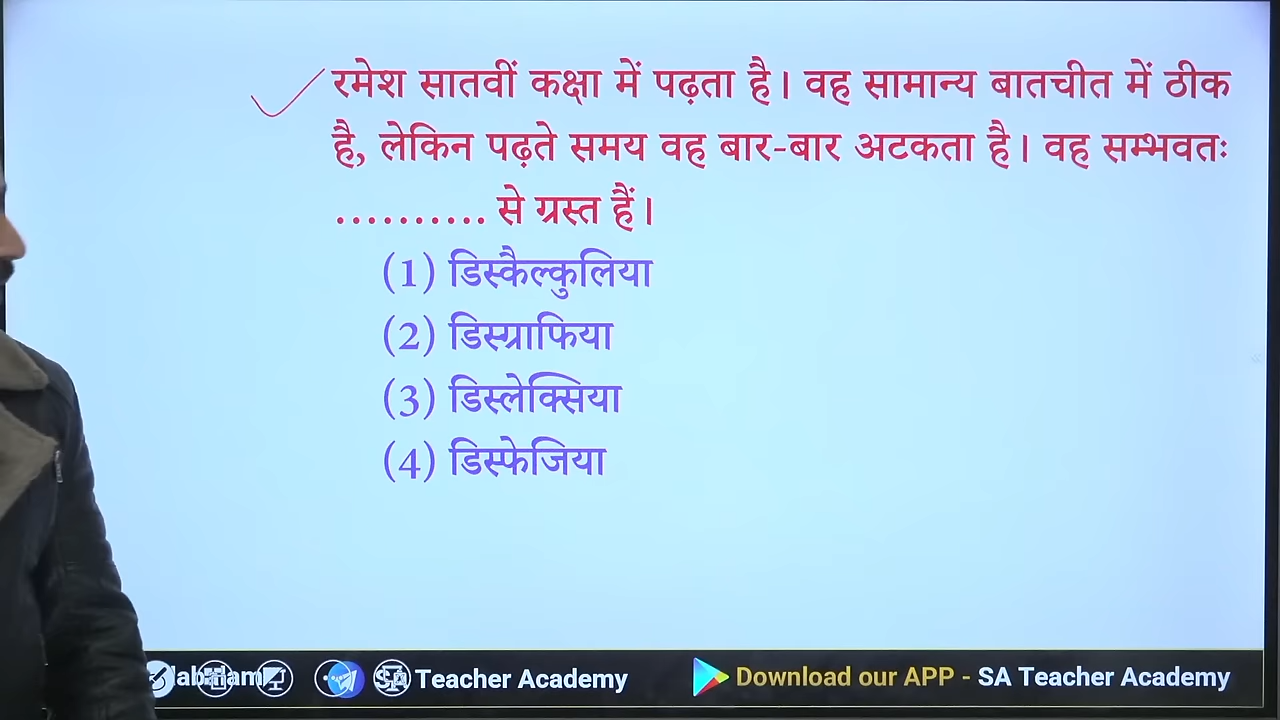 रमेश सातवीं कक्षा में पढ़ता है। वह सामान्य बातचीत में ठीक
है, लेकिन पढ़ते समय वह बार-बार अटकता है। वह सम्भवतः
.......... से ग्रस्त हैं।
(1) डिस्कैल्कुलिया
(2) डिस्ग्राफिया
(3) डिस्लेक्सिया
(4) डिस्फेजिया
Teacher Academy
Download our APP - SA Teacher Academy